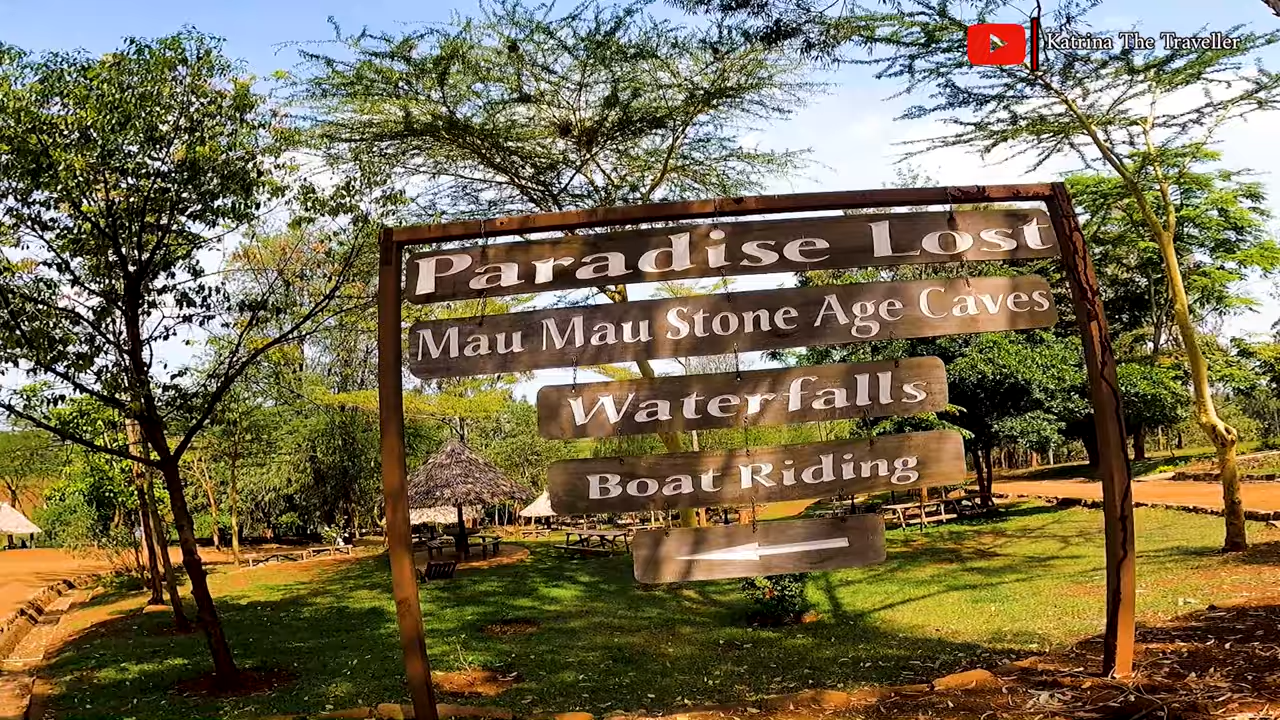 Katrina The Traveller
Paradise Lost
Mau Mau Stone Age Caves
Waterfalls
Boat Riding